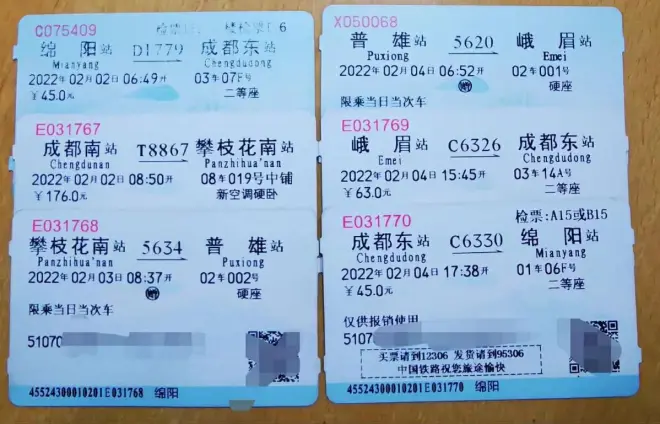 C075409
绵阳站 D1779 成都东站
Mianyang Chengdudong
2022年02月02日 06:49开 03车07F号
￥45.0元 二等座
E031767
成都南站 T8867 攀枝花南站
Chengdunan Panzhihua'nan
2022年02月02日 08:50开 08车019号中铺
￥176.0元 新空调硬卧
E031768
攀枝花南站 5634 普雄站
Panzhihua'nan Puxiong
2022年02月03日 08:37开 02车002号
硬座
限乘当日当次车
51070
45524300010201E031768 绵阳
X050068
普雄站 5620 峨眉站
Puxiong Emei
2022年02月04日 06:52开 02车001号
硬座
限乘当日当次车
E031769
峨眉站 C6326 成都东站
Emei Chengdudong
2022年02月04日 15:45开 03车14A号
￥63.0元 二等座
E031770 检票:A15或B15
成都东站 C6330 绵阳站
Chengdudong Mianyang
2022年02月04日 17:38开 01车06F号
￥45.0元 二等座
仅供报销使用
51070
买票请到12306 发货请到95306
中国铁路祝您旅途愉快
45524300010201E031770 绵阳